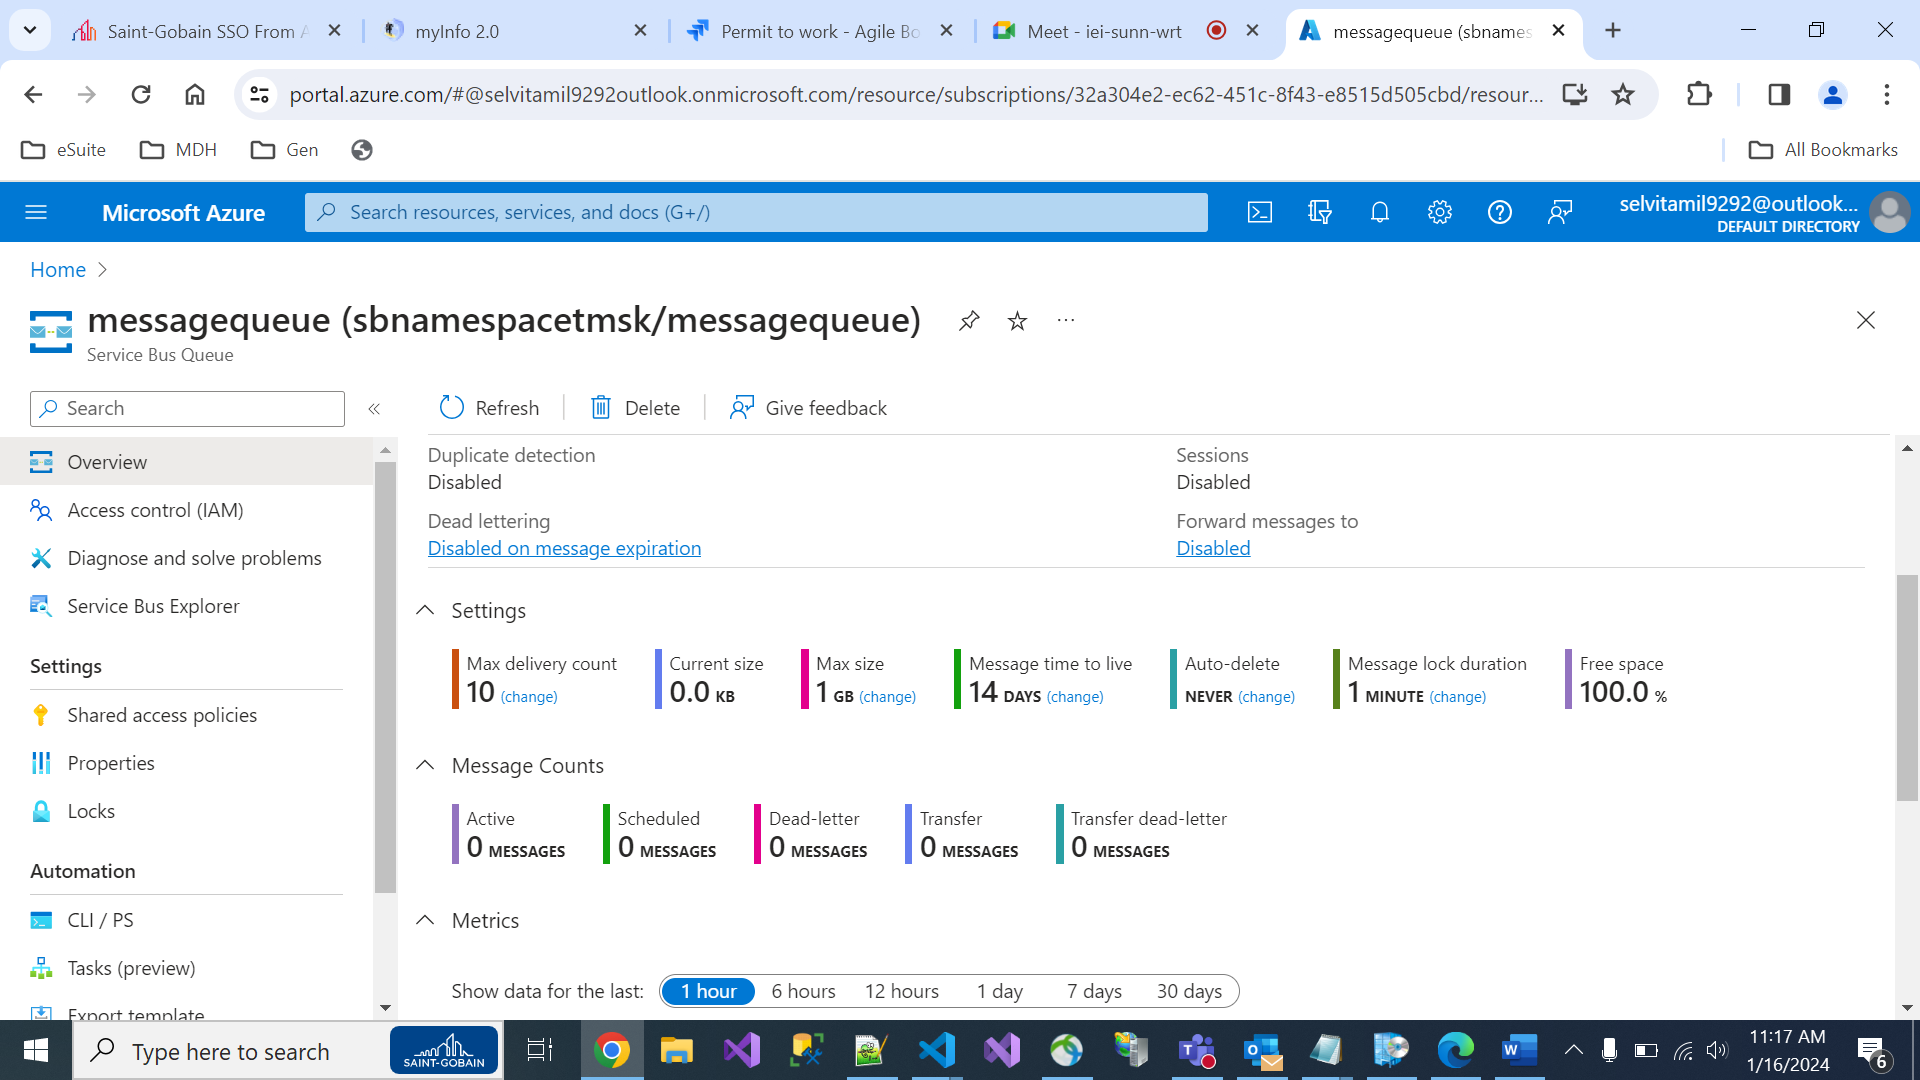 Saint-Gobain SSO From A
myInfo 2.0
Permit to work - Agile Bo
Meet - iei-sunn-wrt
messagequeue (sbnames
portal.azure.com/#@selvitamil9292outlook.onmicrosoft.com/resource/subscriptions/32a304e2-ec62-451c-8f43-e8515d505cbd/resour...
eSuite
MDH
Gen
All Bookmarks
Microsoft Azure
Search resources, services, and docs (G+/)
selvitamil9292@outlook...
DEFAULT DIRECTORY
Home
messagequeue (sbnamespacetmsk/messagequeue)
Service Bus Queue
Search
Refresh
Delete
Give feedback
Overview
Access control (IAM)
Diagnose and solve problems
Service Bus Explorer
Settings
Shared access policies
Properties
Locks
Automation
CLI / PS
Tasks (preview)
Export template
Duplicate detection
Disabled
Sessions
Disabled
Dead lettering
Disabled on message expiration
Forward messages to
Disabled
Settings
Max delivery count
10 (change)
Current size
0.0 KB
Max size
1 GB (change)
Message time to live
14 DAYS (change)
Auto-delete
NEVER (change)
Message lock duration
1 MINUTE (change)
Free space
100.0 %
Message Counts
Active
0 MESSAGES
Scheduled
0 MESSAGES
Dead-letter
0 MESSAGES
Transfer
0 MESSAGES
Transfer dead-letter
0 MESSAGES
Metrics
Show data for the last: 1 hour 6 hours 12 hours 1 day 7 days 30 days
Type here to search
SAINT-GOBAIN
11:17 AM
1/16/2024
6